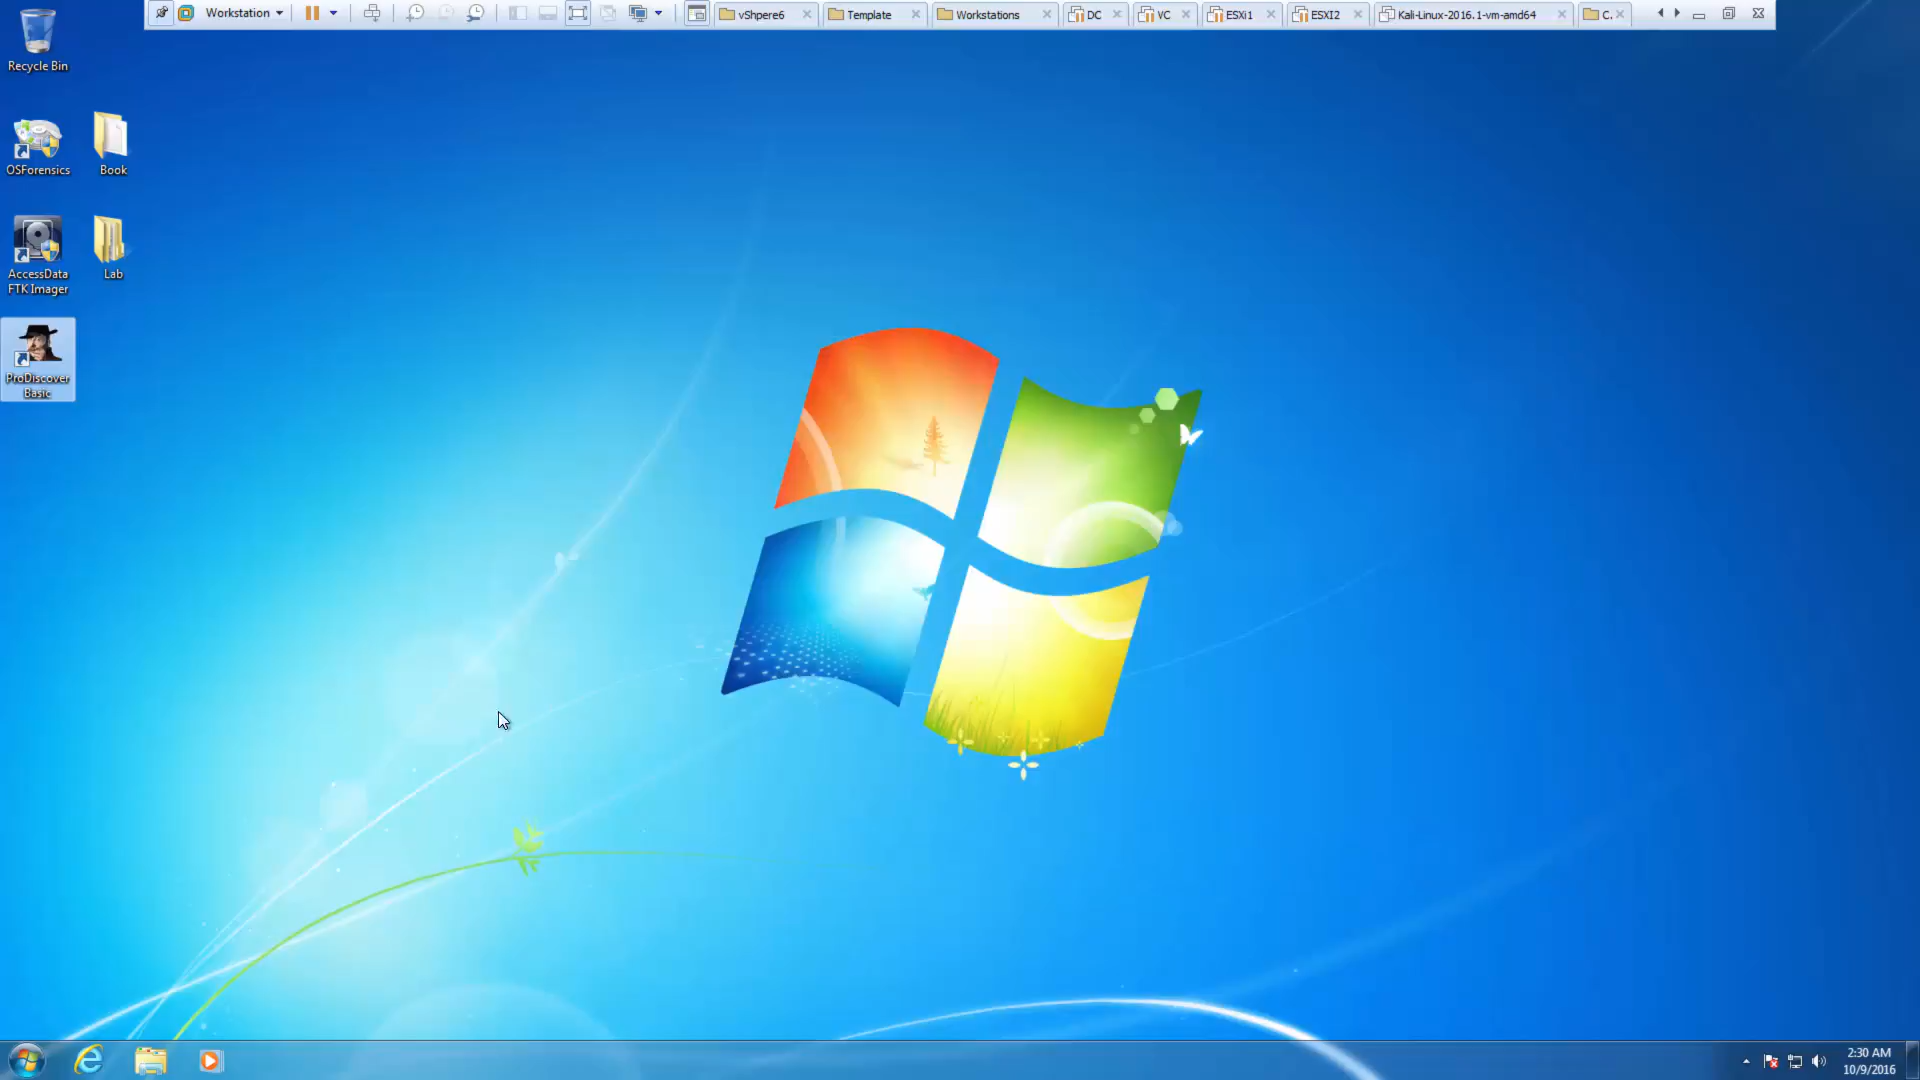 Workstation
vShpere6
Template
Workstations
DC
VC
ESXi1
ESXI2
Kali-Linux-2016.1-vm-amd64
C.
Recycle Bin
OSForensics
Book
AccessData
FTK Imager
Lab
ProDiscover
Basic
2:30 AM
10/9/2016